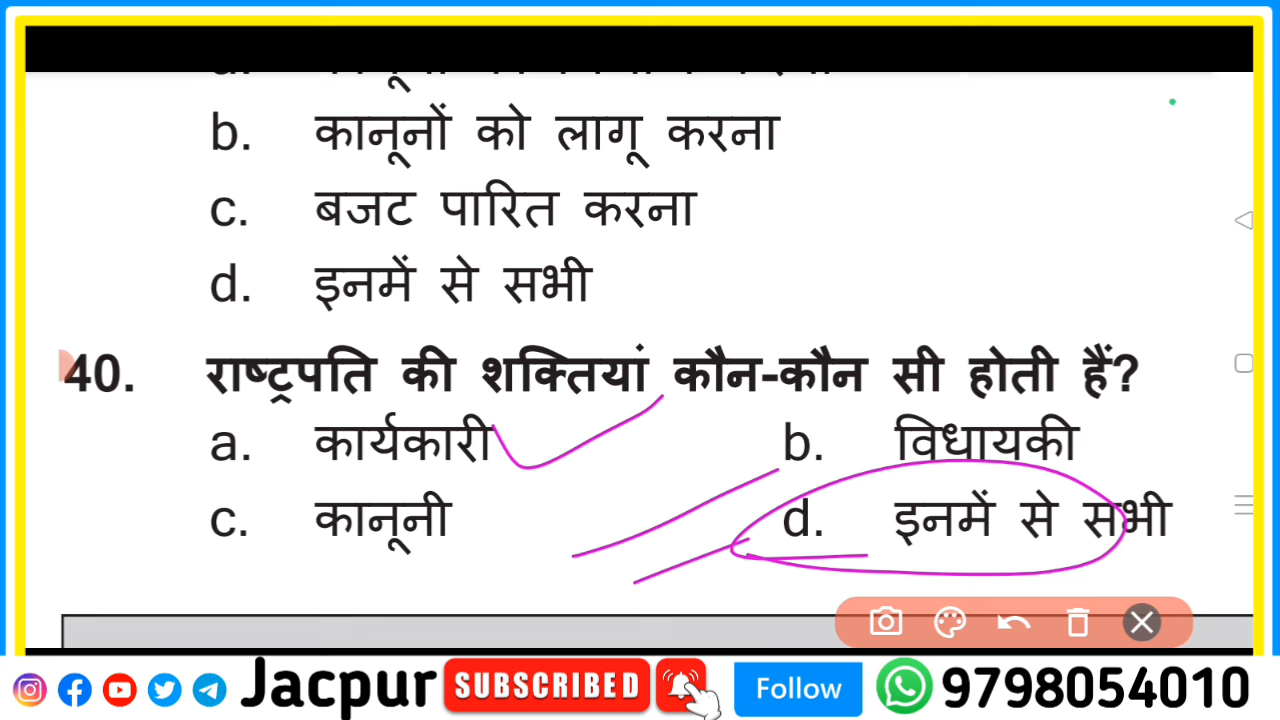 b. कानूनों को लागू करना
c. बजट पारित करना
d. इनमें से सभी
40. राष्ट्रपति की शक्तियां कौन-कौन सी होती हैं?
a. कार्यकारी b. विधायकी
c. कानूनी d. इनमें से सभी
Jacpur SUBSCRIBED Follow 9798054010